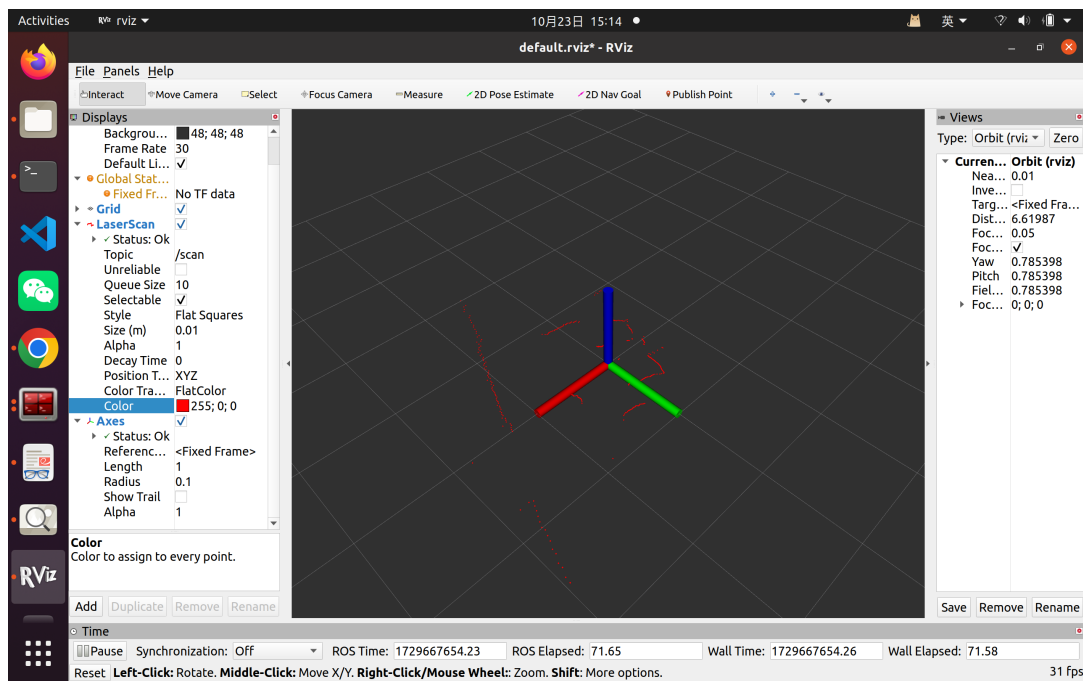 Activities RViz rviz 10月23日 15:14 英
default.rviz* - RViz
File Panels Help
Interact Move Camera Select Focus Camera Measure 2D Pose Estimate 2D Nav Goal Publish Point
Displays
Backgrou... 48; 48; 48
Frame Rate 30
Default Li...
Global Stat...
Fixed Fr... No TF data
Grid
LaserScan
Status: Ok
Topic /scan
Unreliable
Queue Size 10
Selectable
Style Flat Squares
Size (m) 0.01
Alpha 1
Decay Time 0
Position T... XYZ
Color Tra... FlatColor
Color 255; 0; 0
Axes
Status: Ok
Referenc... <Fixed Frame>
Length 1
Radius 0.1
Show Trail
Alpha 1
Color
Color to assign to every point.
Add Duplicate Remove Rename
RViz
Views
Type: Orbit (rviz Zero
Curren... Orbit (rviz)
Nea... 0.01
Inve...
Targ... <Fixed Fra...
Dist... 6.61987
Foc... 0.05
Foc...
Yaw 0.785398
Pitch 0.785398
Fiel... 0.785398
Foc... 0; 0; 0
Save Remove Rename
Time
Pause Synchronization: Off ROS Time: 1729667654.23 ROS Elapsed: 71.65 Wall Time: 1729667654.26 Wall Elapsed: 71.58
Reset Left-Click: Rotate. Middle-Click: Move X/Y. Right-Click/Mouse Wheel:: Zoom. Shift: More options. 31 fps